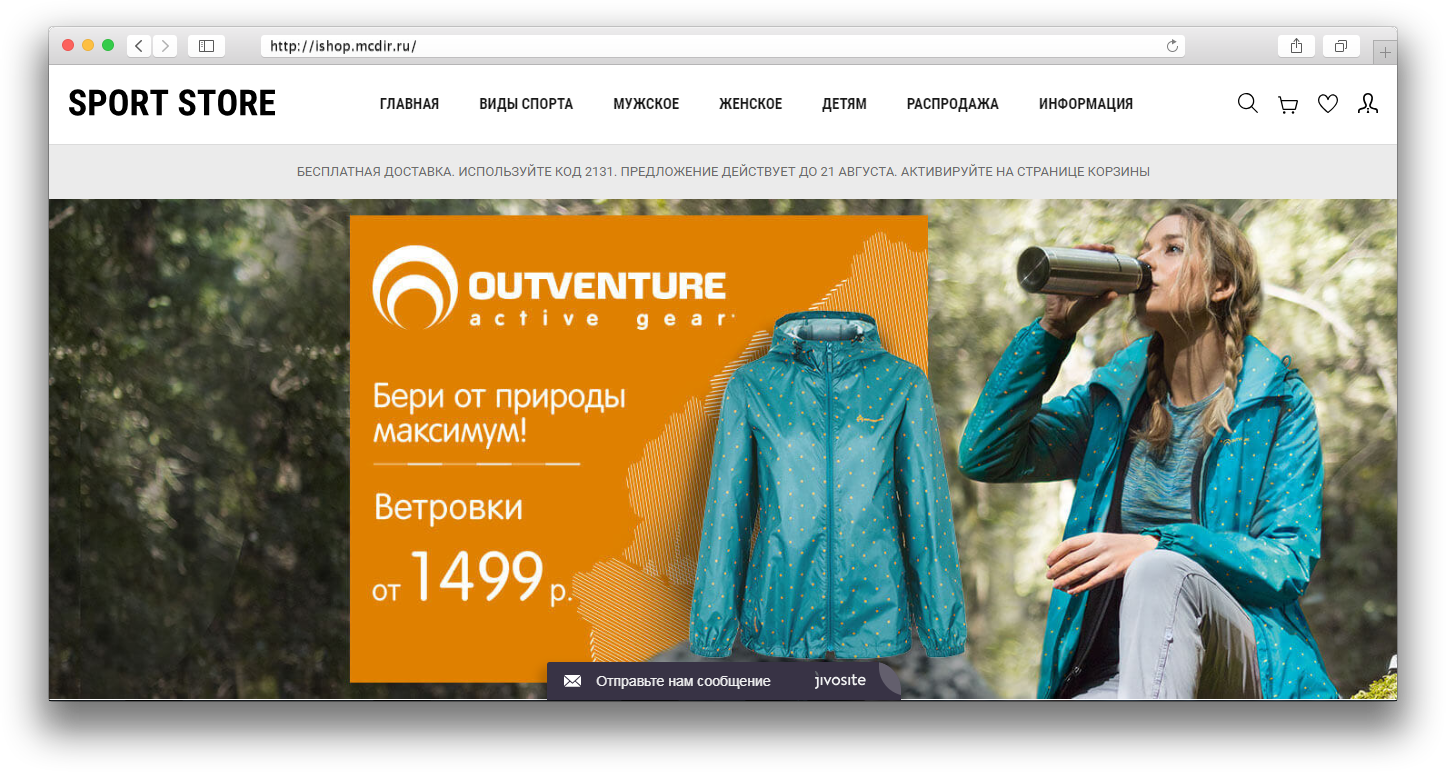 http://ishop.mcdir.ru/
SPORT STORE
ГЛАВНАЯ ВИДЫ СПОРТА МУЖСКОЕ ЖЕНСКОЕ ДЕТЯМ РАСПРОДАЖА ИНФОРМАЦИЯ
БЕСПЛАТНАЯ ДОСТАВКА. ИСПОЛЬЗУЙТЕ КОД 2131. ПРЕДЛОЖЕНИЕ ДЕЙСТВУЕТ ДО 21 АВГУСТА. АКТИВИРУЙТЕ НА СТРАНИЦЕ КОРЗИНЫ
OUTVENTURE
active gear
Бери от природы
максимум!
Ветровки
от 1499 р.
Отправьте нам сообщение jivosite